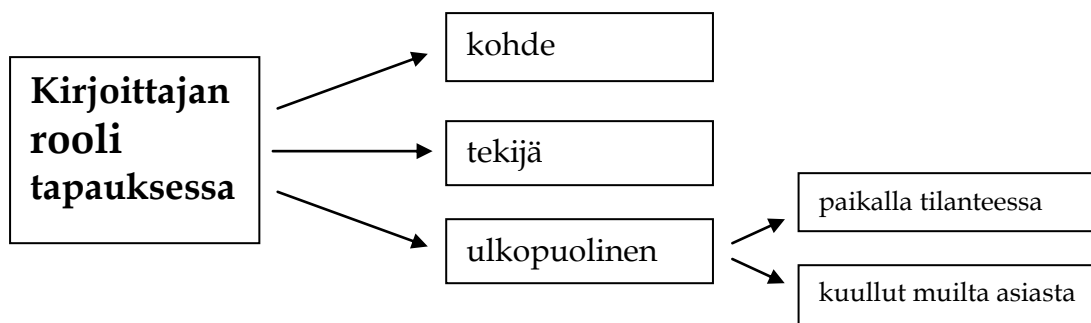 Kirjoittajan
rooli
tapauksessa
kohde
tekijä
ulkopuolinen
paikalla tilanteessa
kuullut muilta asiasta